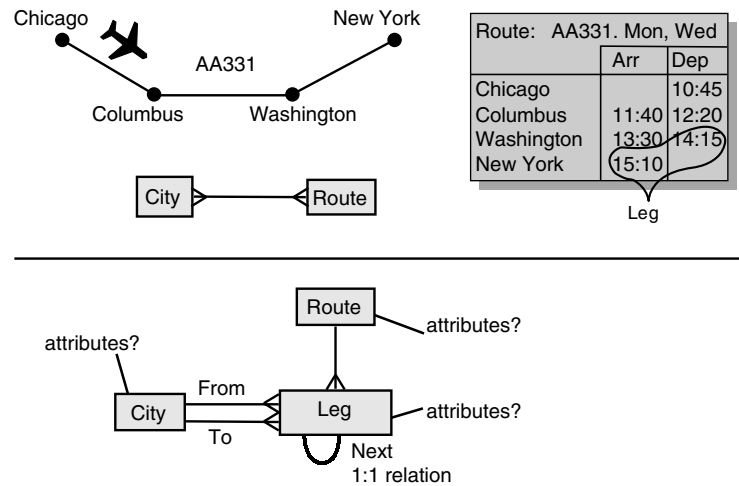 Chicago
New York
AA331
Columbus
Washington
Route: AA331. Mon, Wed
Arr Dep
Chicago 10:45
Columbus 11:40 12:20
Washington 13:30 14:15
New York 15:10
Leg
City
Route
Route
attributes?
attributes?
From
City
Leg
attributes?
To
Next
1:1 relation